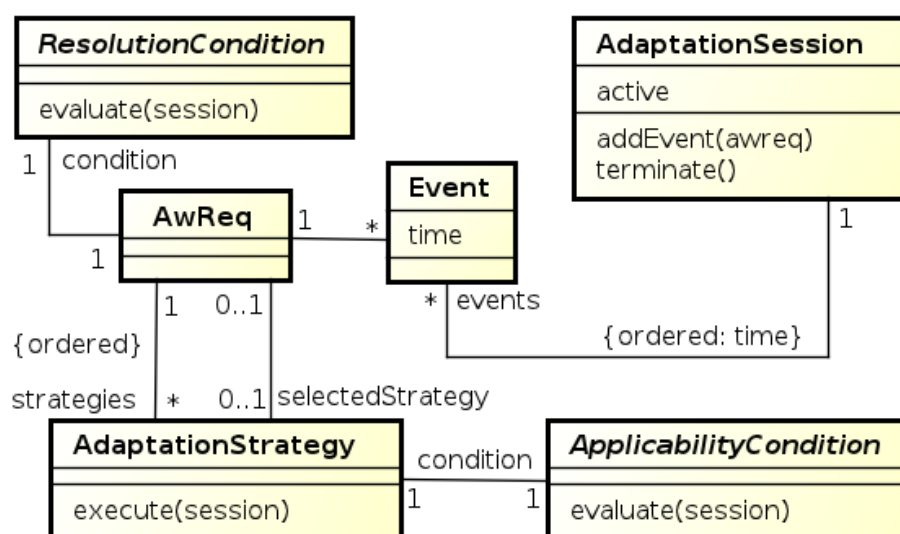 ResolutionCondition
evaluate(session)
AdaptationSession
active
addEvent(awreq)
terminate()
1
condition
Event
time
AwReq
1
1
*
1
1
0..1
* events
{ordered}
{ordered: time}
strategies
*
0..1
selectedStrategy
AdaptationStrategy
execute(session)
condition
1
1
ApplicabilityCondition
evaluate(session)